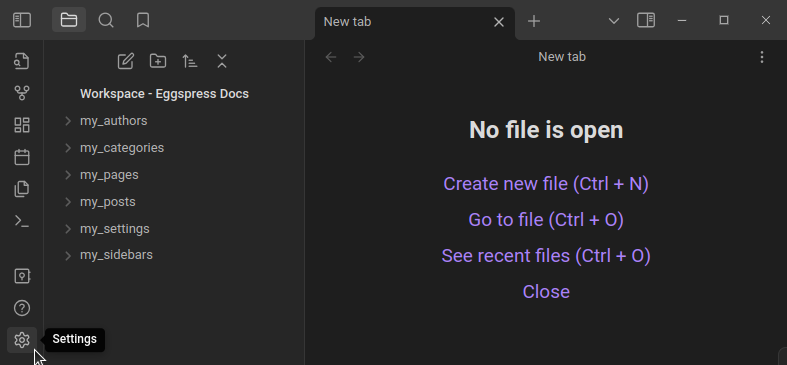 New tab
New tab
Workspace - Eggspress Docs
my_authors
my_categories
my_pages
my_posts
my_settings
my_sidebars
No file is open
Create new file (Ctrl + N)
Go to file (Ctrl + O)
See recent files (Ctrl + O)
Close
Settings